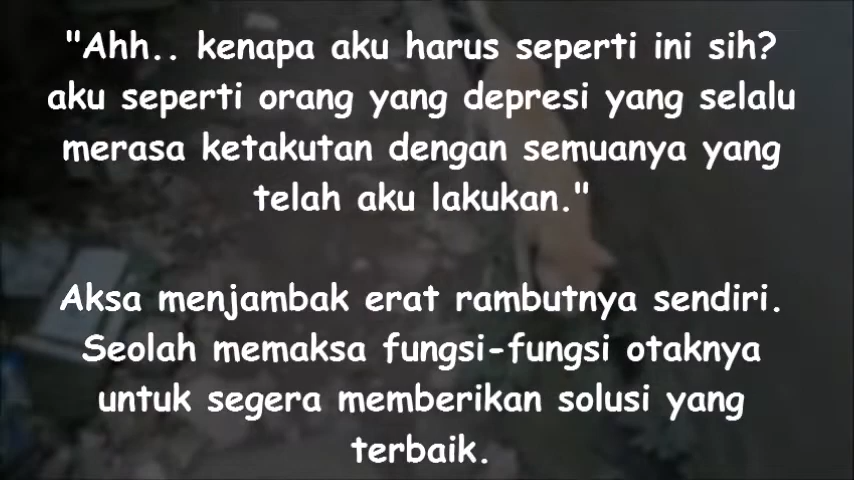 "Ahh.. kenapa aku harus seperti ini sih?
aku seperti orang yang depresi yang selalu
merasa ketakutan dengan semuanya yang
telah aku lakukan."
Aksa menjambak erat rambutnya sendiri.
Seolah memaksa fungsi-fungsi otaknya
untuk segera memberikan solusi yang
terbaik.